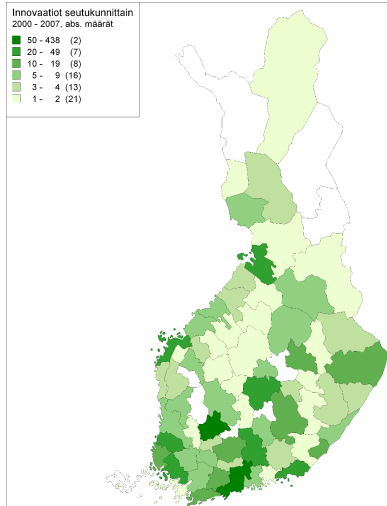 Innovaatiot seutukunnittain
2000 - 2007, abs. määrät
50 - 438 (2)
20 - 49 (7)
10 - 19 (8)
5 - 9 (16)
3 - 4 (13)
1 - 2 (21)